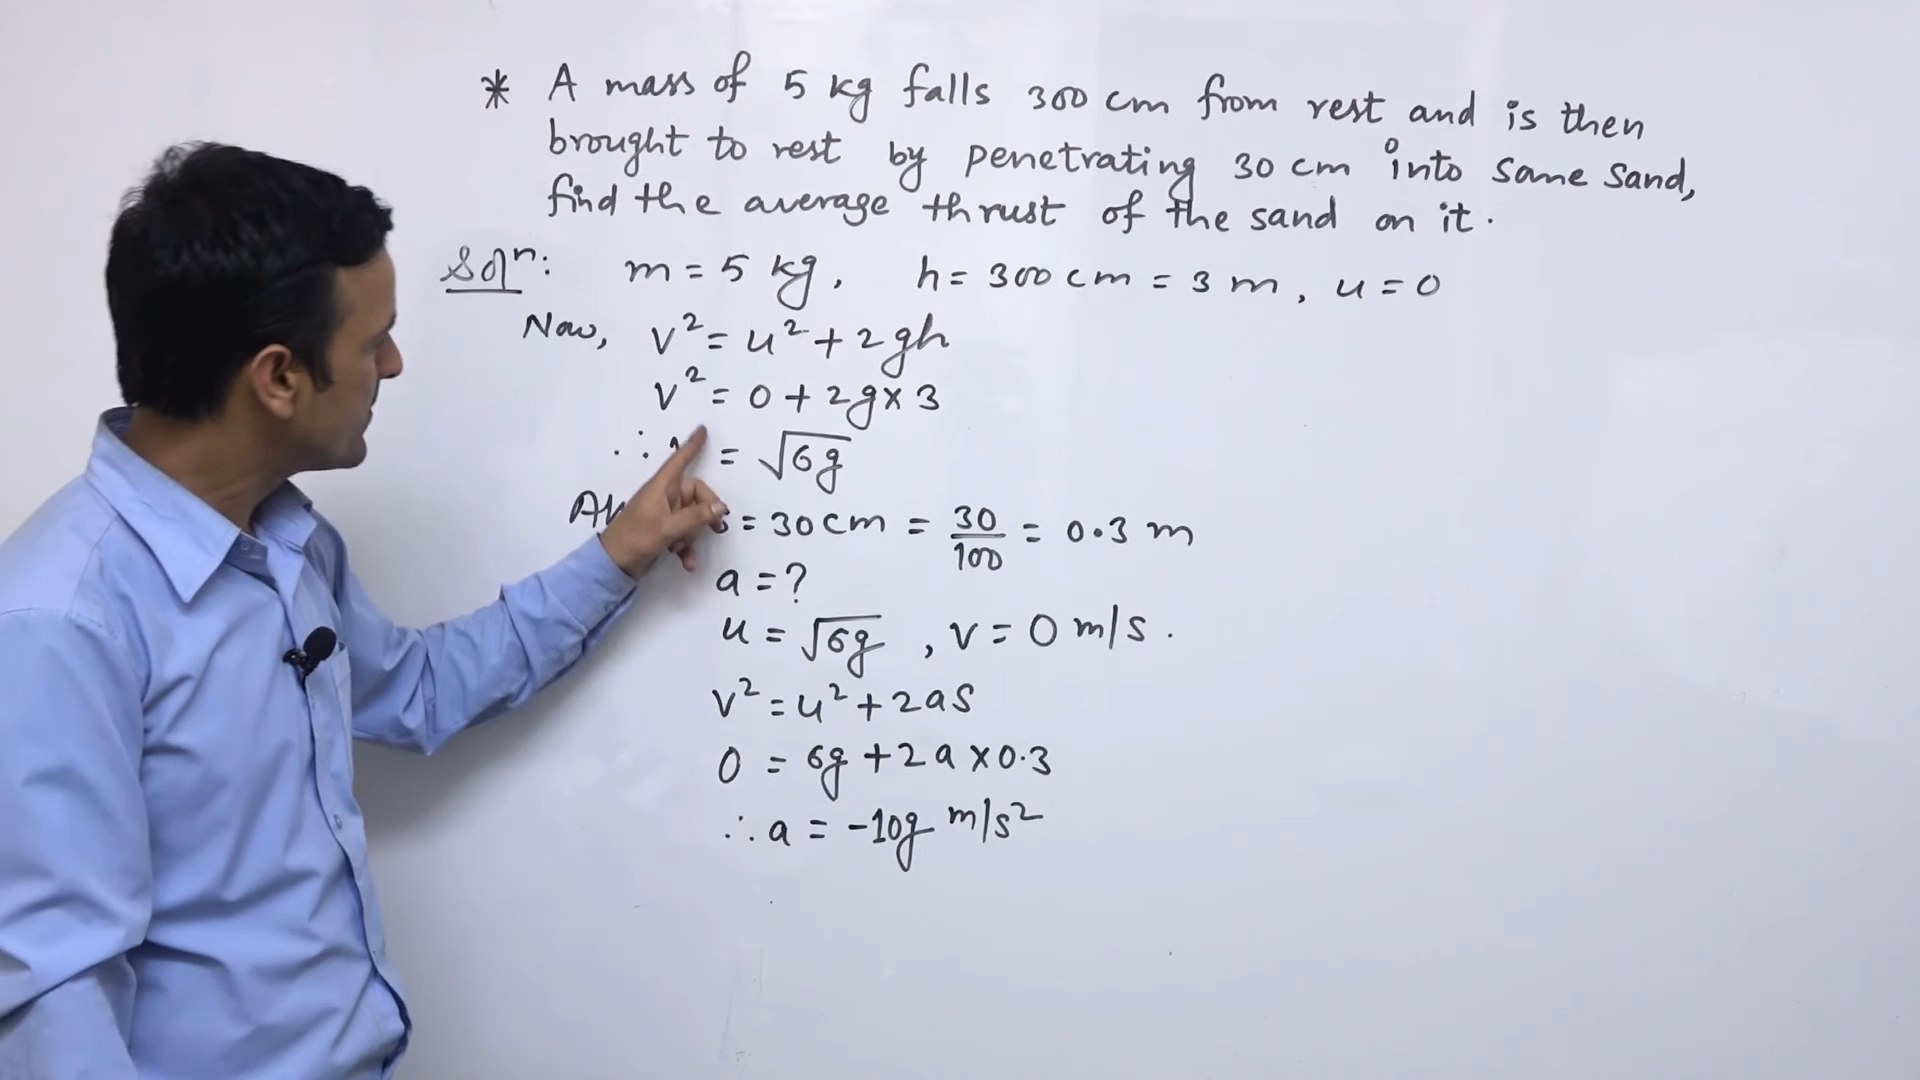 * A mass of 5 kg falls 300 cm from rest and is then
brought to rest by penetrating 30 cm into some sand,
find the average thrust of the sand on it.
Solⁿ: m = 5 kg, h = 300 cm = 3 m, u = 0
Now, v² = u² + 2gh
v² = 0 + 2g × 3
∴ = √6g
= 30 cm = 30/100 = 0.3 m
a = ?
u = √6g , v = 0 m/s.
v² = u² + 2as
0 = 6g + 2a × 0.3
∴ a = -10g m/s²